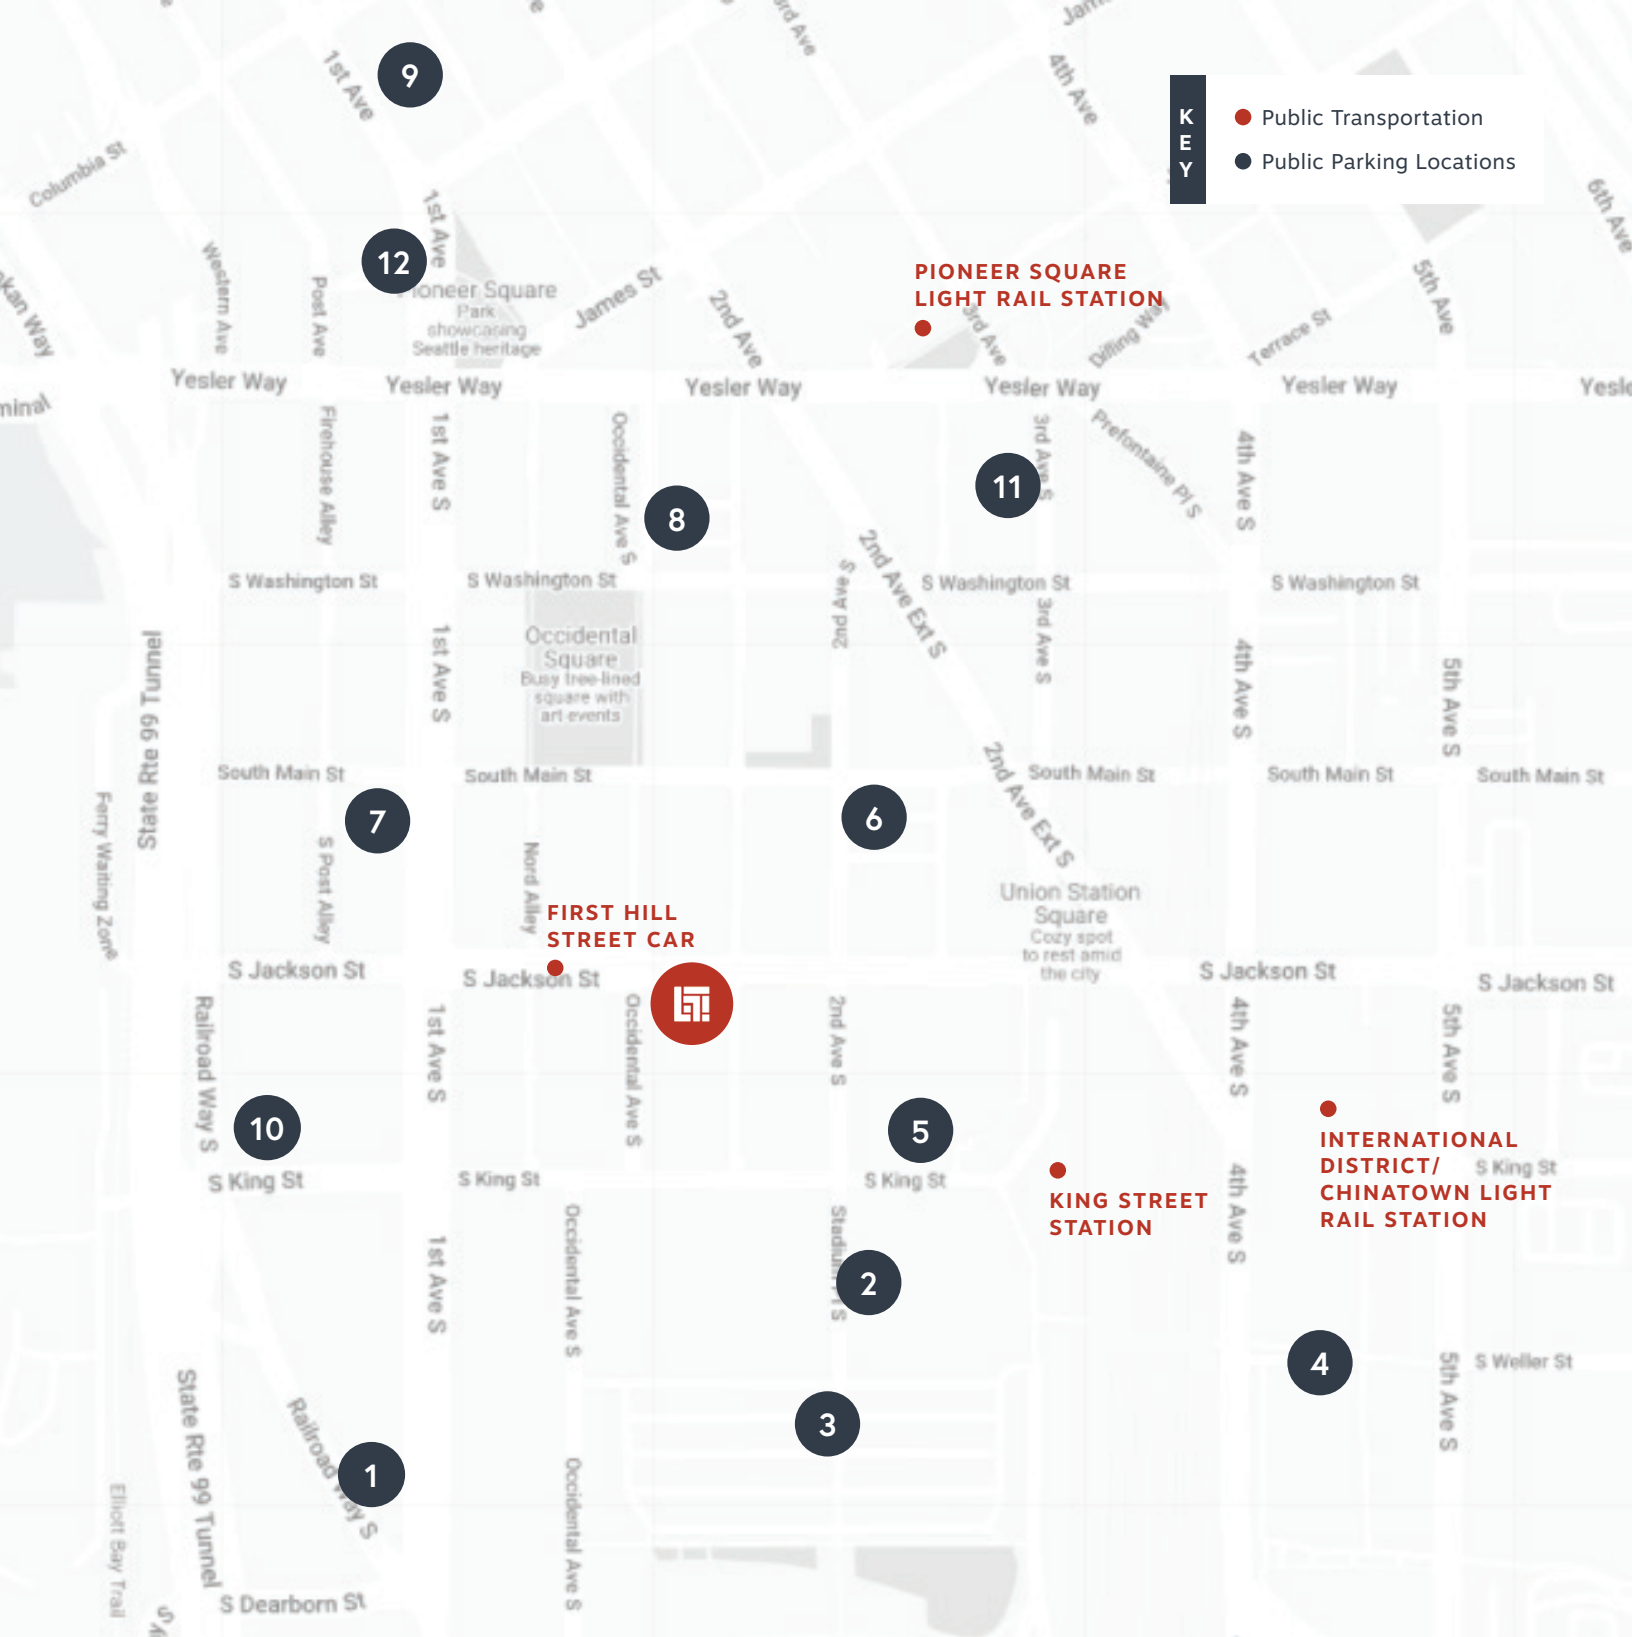 1st Ave
9
3rd Ave
4th Ave
K
E
Y
Public Transportation
Public Parking Locations
Columbia St
6th Ave
1st Ave
12
Western Ave
Post Ave
ioneer Square
Park
showcasing
Seattle heritage
James St
2nd Ave
PIONEER SQUARE
LIGHT RAIL STATION
3rd Ave
Dilling Way
Terrace St
5th Ave
kan Way
Yesler Way
Yesler Way
Yesler Way
Yesler Way
Yesler Way
Yesle
minal
Firehouse Alley
1st Ave S
Occidental Ave S
8
11
3rd Ave S
Prefontaine Pl S
4th Ave S
S Washington St
S Washington St
2nd Ave S
2nd Ave Ext S
S Washington St
S Washington St
3rd Ave S
Occidental
Square
Busy tree-lined
square with
art events
1st Ave S
4th Ave S
5th Ave S
State Rte 99 Tunnel
South Main St
South Main St
2nd Ave Ext S
South Main St
South Main St
South Main St
7
6
Ferry Waiting Zone
S Post Alley
Nord Alley
Union Station
Square
Cozy spot
to rest amid
the city
FIRST HILL
STREET CAR
S Jackson St
S Jackson St
S Jackson St
S Jackson St
Railroad Way S
1st Ave S
Occidental Ave S
2nd Ave S
4th Ave S
5th Ave S
10
5
INTERNATIONAL
DISTRICT/
CHINATOWN LIGHT
RAIL STATION
S King St
S King St
S King St
S King St
KING STREET
STATION
4th Ave S
1st Ave S
Occidental Ave S
Stadium Pl S
2
4
S Weller St
5th Ave S
3
State Rte 99 Tunnel
Railroad Way S
1
Occidental Ave S
Elliott Bay Trail
S Dearborn St